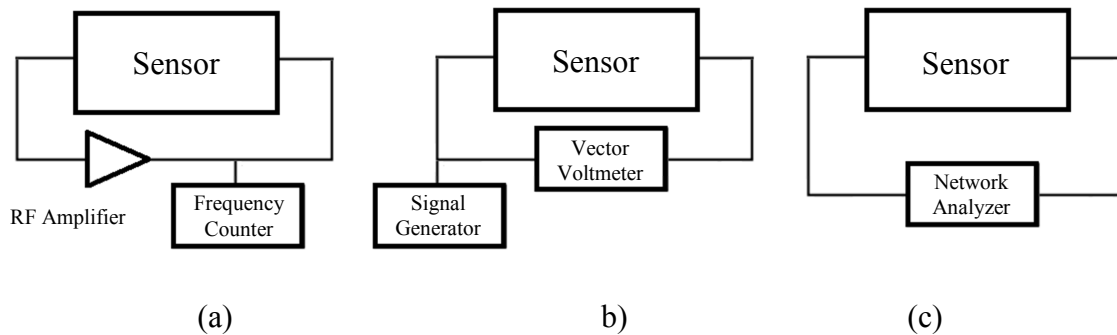 Sensor
RF Amplifier
Frequency
Counter
(a)
Sensor
Vector
Voltmeter
Signal
Generator
b)
Sensor
Network
Analyzer
(c)